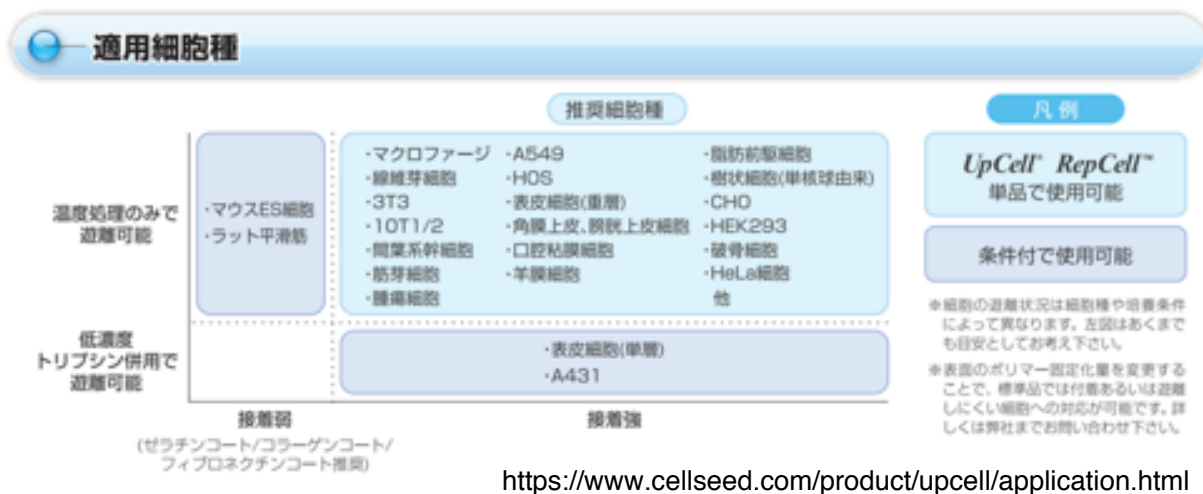 適用細胞種
推奨細胞種
凡例
温度処理のみで
遊離可能
・マウスES細胞
・ラット平滑筋
・マクロファージ
・線維芽細胞
・3T3
・10T1/2
・間葉系幹細胞
・筋芽細胞
・腫瘍細胞
・A549
・HOS
・表皮細胞(重層)
・角膜上皮、膀胱上皮細胞
・口腔粘膜細胞
・羊膜細胞
・脂肪前駆細胞
・樹状細胞(単核球由来)
・CHO
・HEK293
・破骨細胞
・HeLa細胞
他
低濃度
トリプシン併用で
遊離可能
・表皮細胞(単層)
・A431
接着弱
(ゼラチンコート/コラーゲンコート/
フィブロネクチンコート推奨)
接着強
UpCell® RepCell™
単品で使用可能
条件付で使用可能
※細胞の遊離状況は細胞種や培養条件
によって異なります。左図はあくまで
も目安としてお考え下さい。
※表面のポリマー固定化量を変更する
ことで、標準品では付着あるいは遊離
しにくい細胞への対応が可能です。詳
しくは弊社までお問い合わせ下さい。
https://www.cellseed.com/product/upcell/application.html